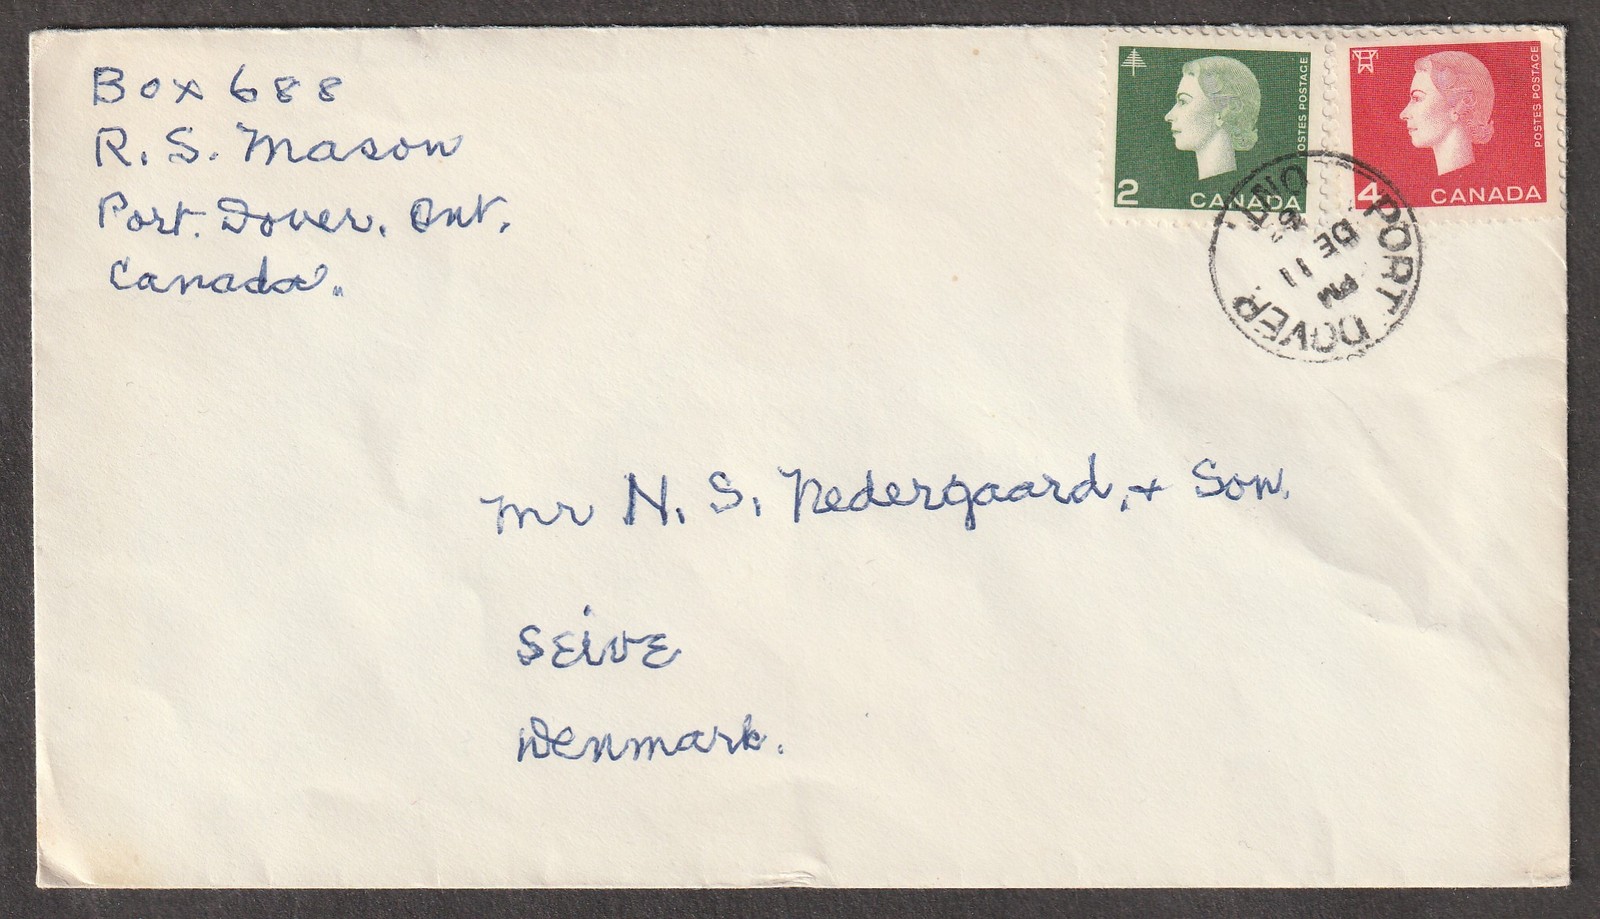 Box 688
R. S. Mason
Port. Dover. Ont.
Canada.
2
CANADA
POSTES POSTAGE
4
CANADA
POSTES POSTAGE
PORT DOVER
ONT.
PM
11
DE
Mr N. S. Nedergaard, + Son.
SEIVE
Denmark.